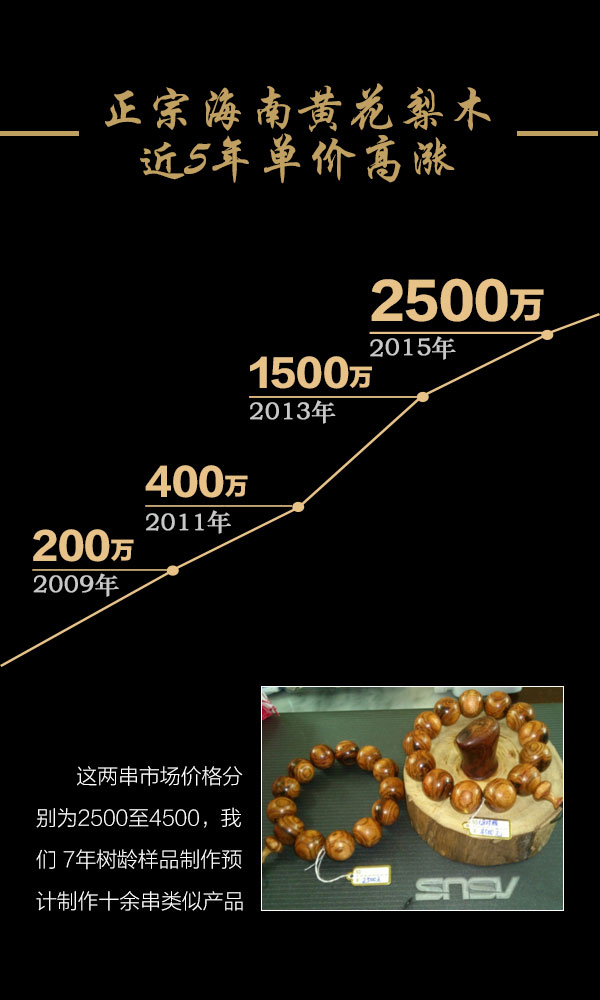 正宗海南黄花梨木
近5年单价高涨
2500万
2015年
1500万
2013年
400万
2011年
200万
2009年
这两串市场价格分
别为2500至4500，我
们 7年树龄样品制作预
计制作十余串类似产品
ASUS